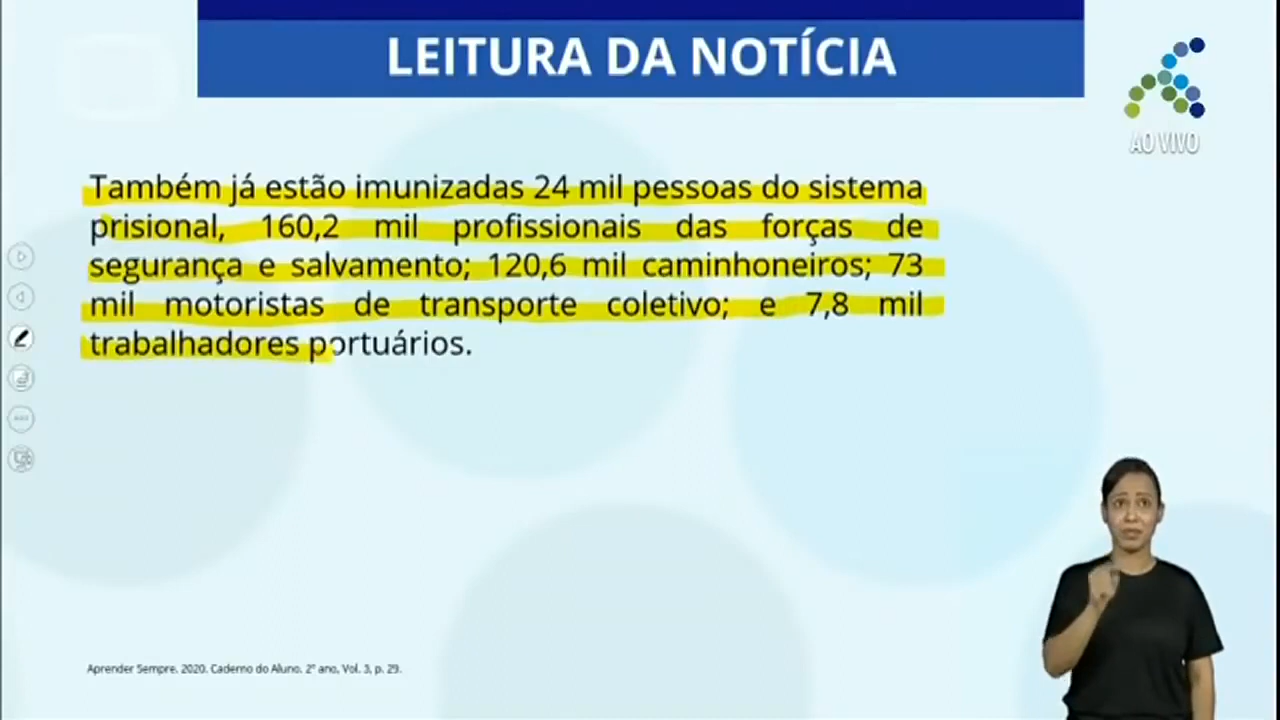 LEITURA DA NOTÍCIA
AO VIVO
Também já estão imunizadas 24 mil pessoas do sistema
prisional, 160,2 mil profissionais das forças de
segurança e salvamento; 120,6 mil caminhoneiros; 73
mil motoristas de transporte coletivo; e 7,8 mil
trabalhadores portuários.
Aprender Sempre. 2020. Caderno do Aluno. 2º ano, Vol. 3, p. 29.